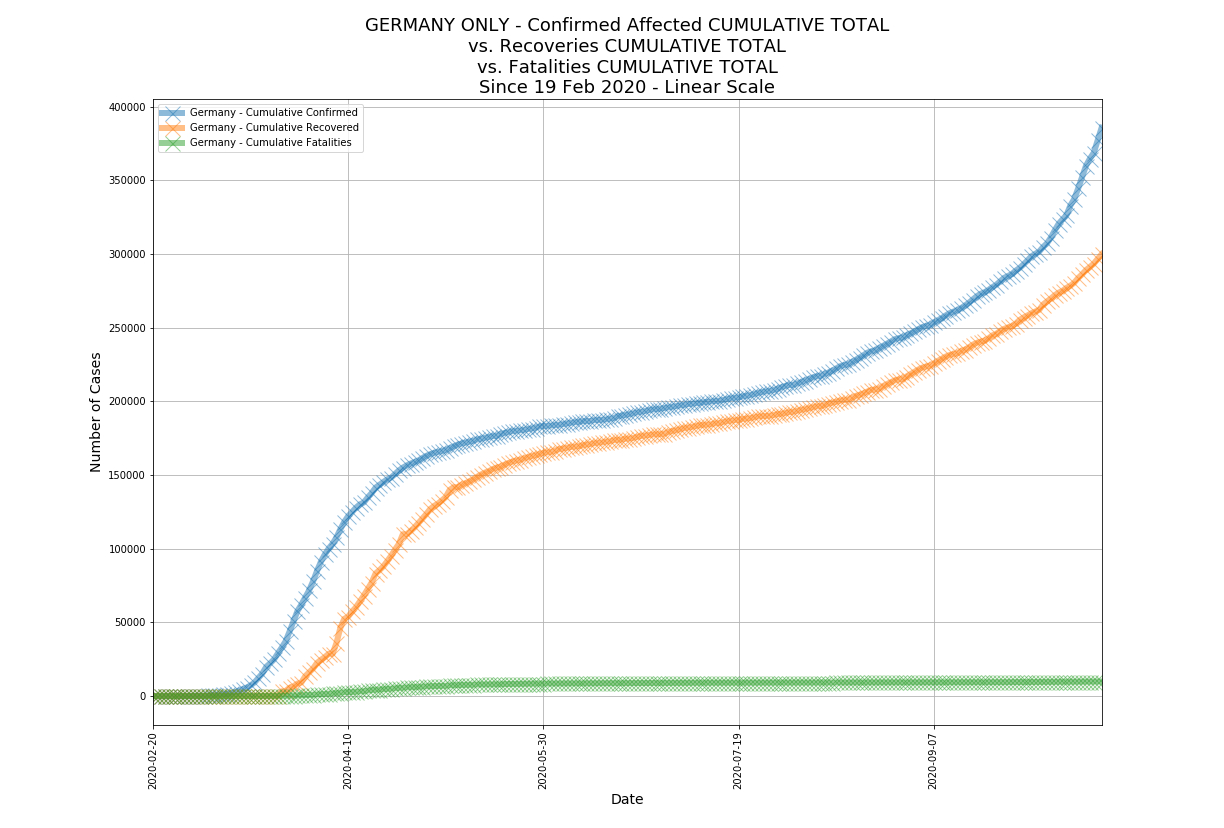 GERMANY ONLY - Confirmed Affected CUMULATIVE TOTAL
vs. Recoveries CUMULATIVE TOTAL
vs. Fatalities CUMULATIVE TOTAL
Since 19 Feb 2020 - Linear Scale
Germany - Cumulative Confirmed
Germany - Cumulative Recovered
Germany - Cumulative Fatalities
400000
350000
300000
250000
200000
150000
100000
50000
0
Number of Cases
2020-02-20
2020-04-10
2020-05-30
2020-07-19
2020-09-07
Date